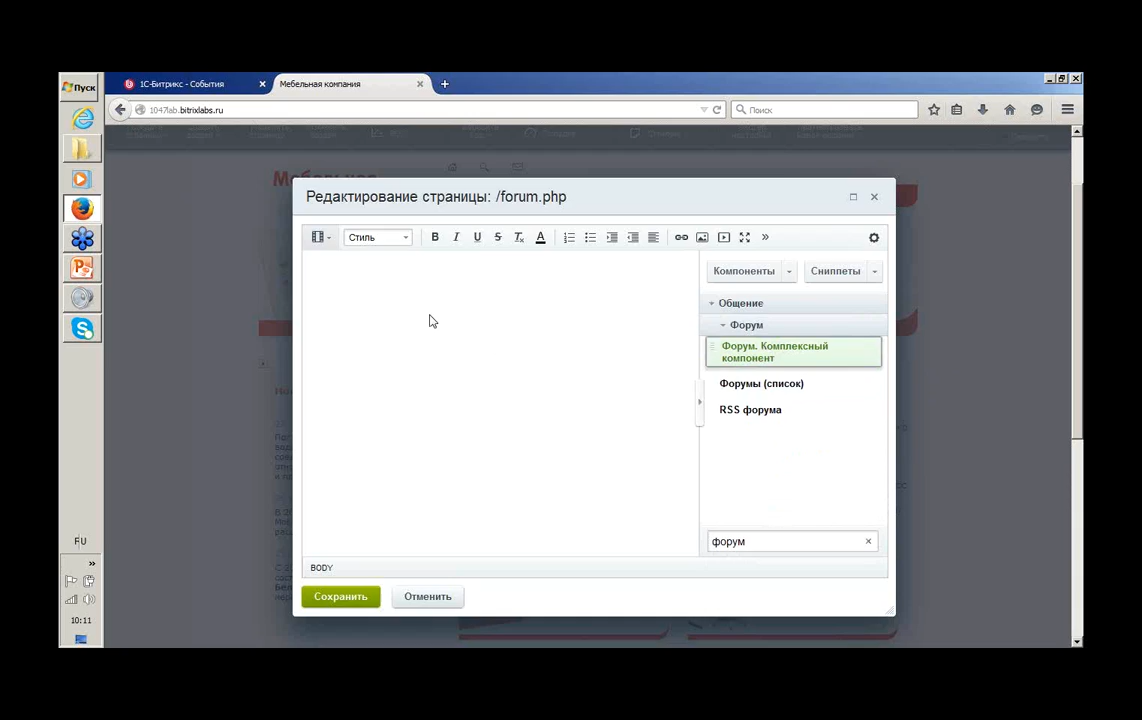 Пуск
1С-Битрикс - События
Мебельная компания
1047lab.bitrixlabs.ru
Поиск
Редактирование страницы: /forum.php
Стиль
B I U S Tx A
Компоненты
Сниппеты
Общение
Форум
Форум. Комплексный
компонент
Форумы (список)
RSS форума
форум
BODY
Сохранить
Отменить
10:11